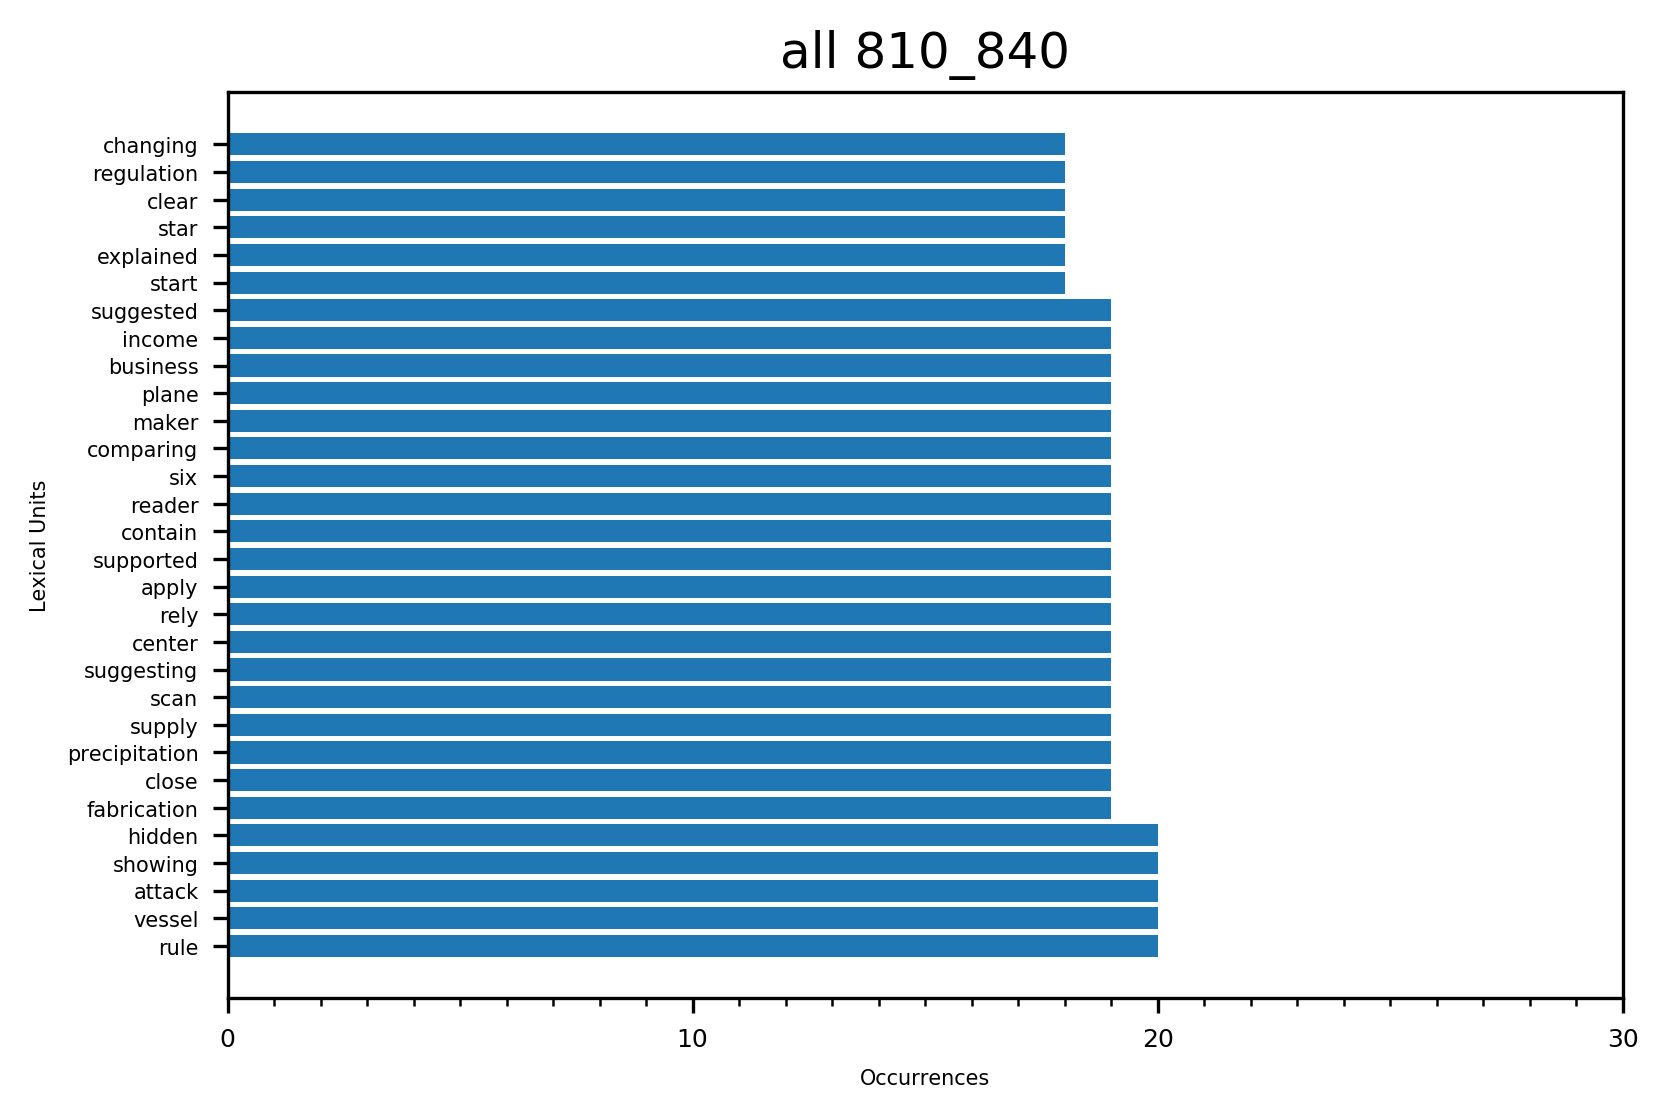 all 810_840
changing
regulation
clear
star
explained
start
suggested
income
business
plane
maker
comparing
six
reader
contain
supported
apply
rely
center
suggesting
scan
supply
precipitation
close
fabrication
hidden
showing
attack
vessel
rule
Lexical Units
0 10 20 30
Occurrences